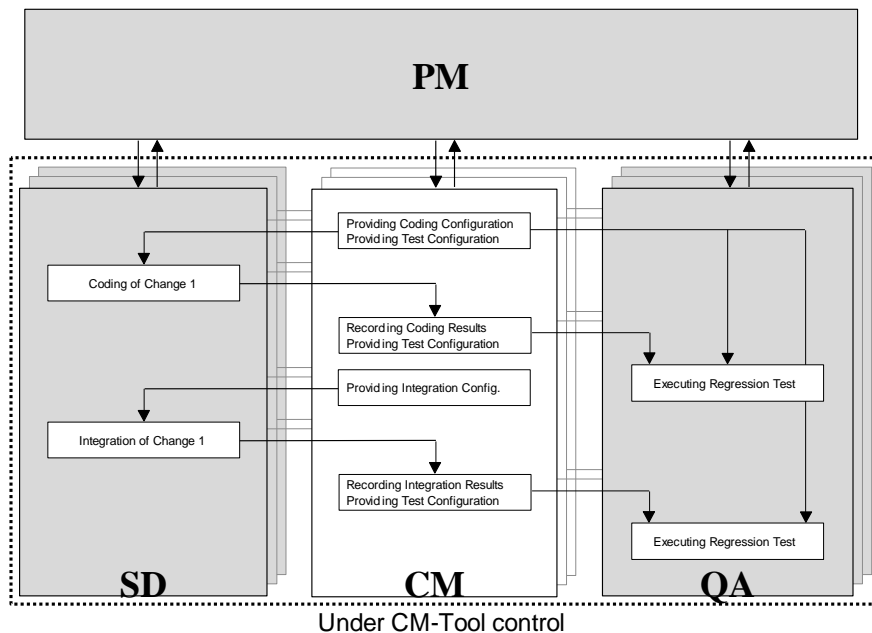 PM
Providing Coding Configuration
Providing Test Configuration
Coding of Change 1
Recording Coding Results
Providing Test Configuration
Executing Regression Test
Providing Integration Config.
Integration of Change 1
Recording Integration Results
Providing Test Configuration
Executing Regression Test
SD
CM
QA
Under CM-Tool control